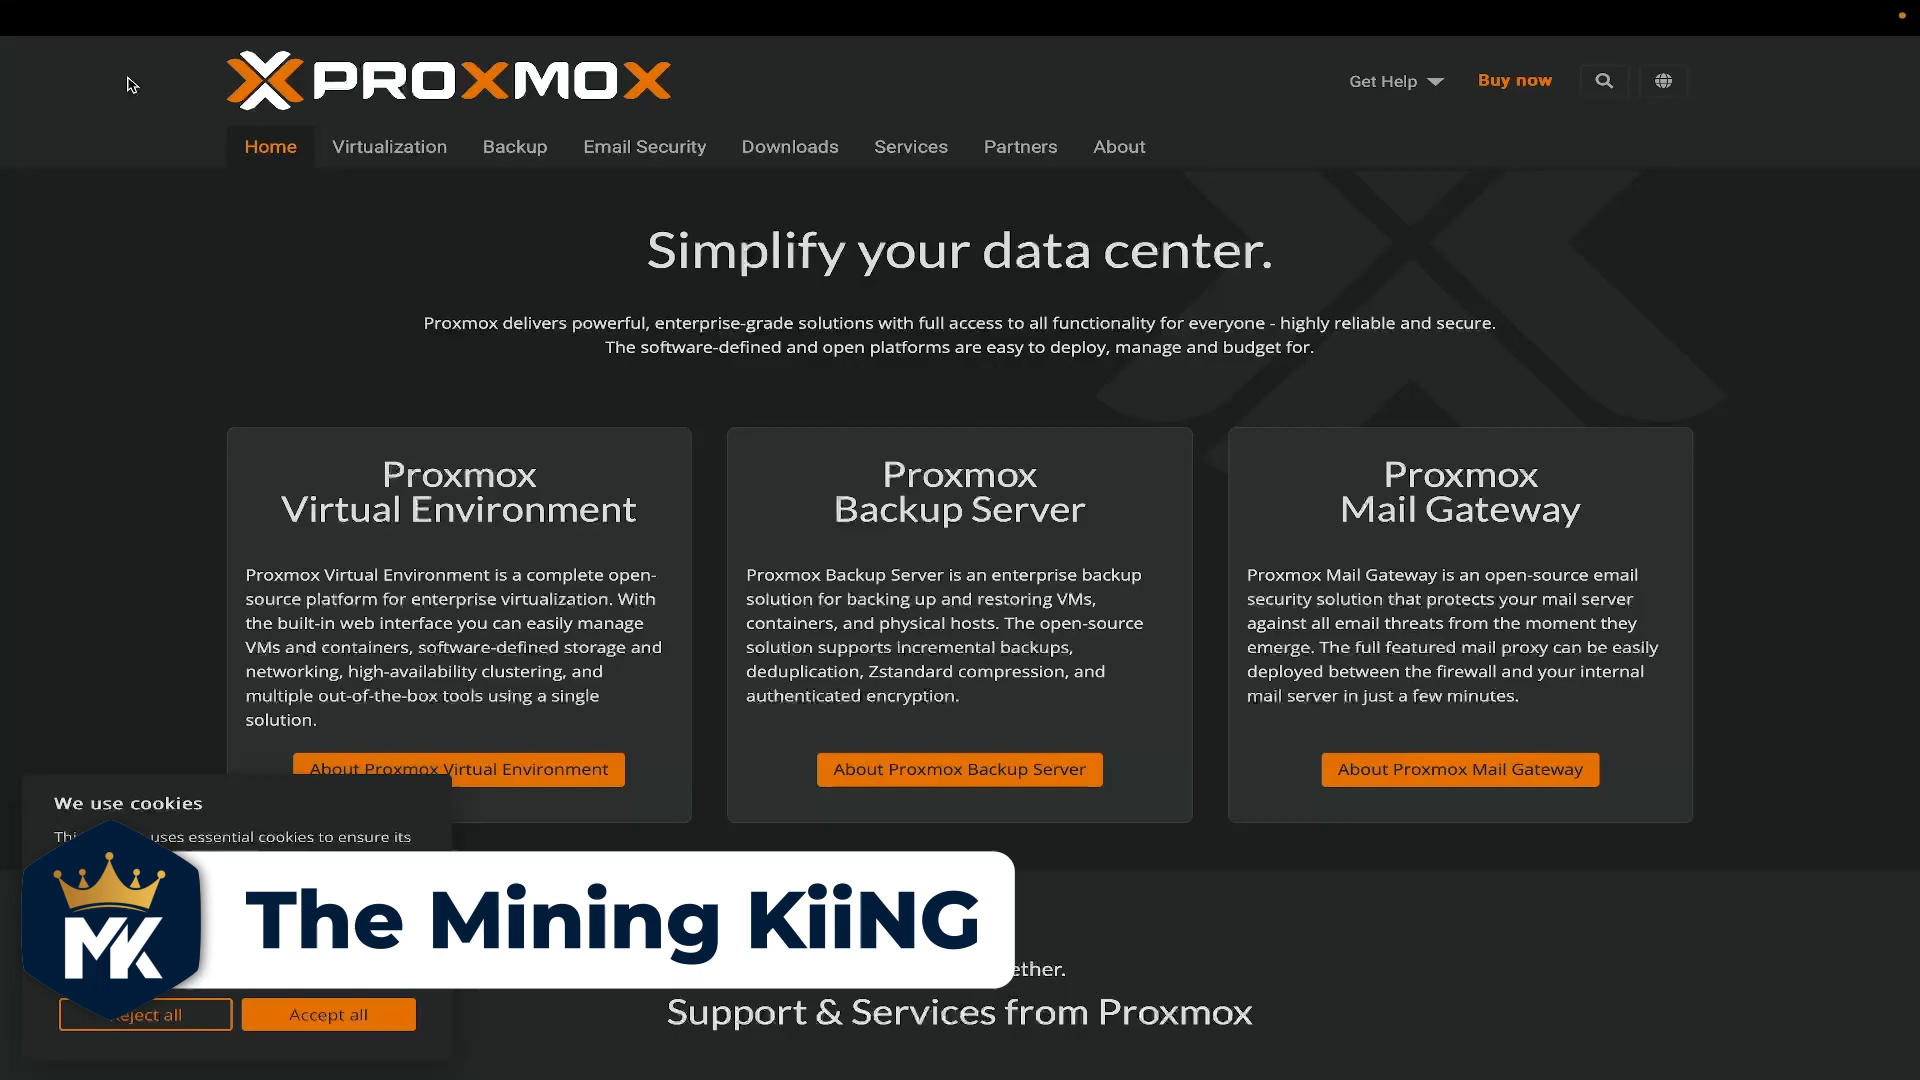 PROXMOX
Get Help
Buy now
Home
Virtualization
Backup
Email Security
Downloads
Services
Partners
About
Simplify your data center.
Proxmox delivers powerful, enterprise-grade solutions with full access to all functionality for everyone - highly reliable and secure.
The software-defined and open platforms are easy to deploy, manage and budget for.
Proxmox
Virtual Environment
Proxmox Virtual Environment is a complete open-
source platform for enterprise virtualization. With
the built-in web interface you can easily manage
VMs and containers, software-defined storage and
networking, high-availability clustering, and
multiple out-of-the-box tools using a single
solution.
About Proxmox Virtual Environment
Proxmox
Backup Server
Proxmox Backup Server is an enterprise backup
solution for backing up and restoring VMs,
containers, and physical hosts. The open-source
solution supports incremental backups,
deduplication, Zstandard compression, and
authenticated encryption.
About Proxmox Backup Server
Proxmox
Mail Gateway
Proxmox Mail Gateway is an open-source email
security solution that protects your mail server
against all email threats from the moment they
emerge. The full featured mail proxy can be easily
deployed between the firewall and your internal
mail server in just a few minutes.
About Proxmox Mail Gateway
We use cookies
uses essential cookies to ensure its
MK
The Mining KiiNG
all
Accept all
Support & Services from Proxmox